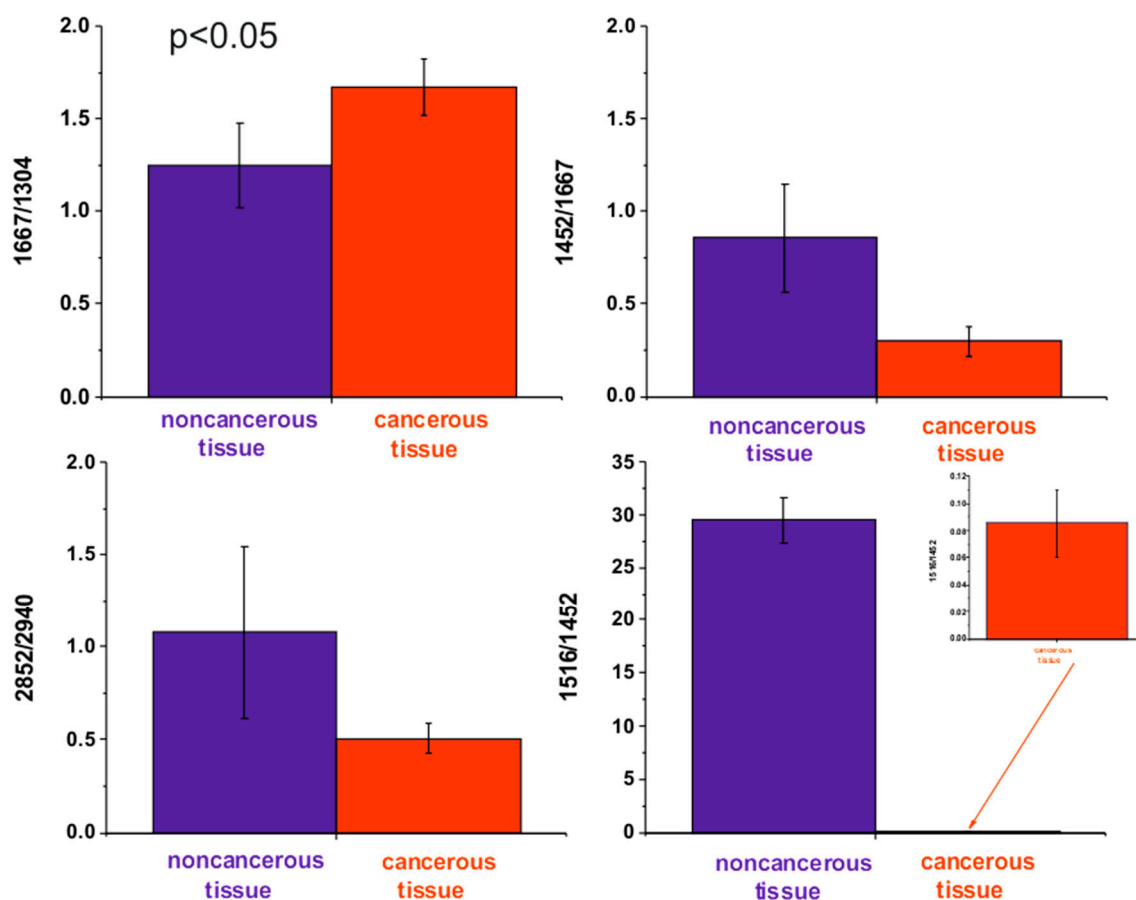 2.0
p<0.05
1.5
1.0
0.5
0.0
1667/1304
noncancerous
tissue
cancerous
tissue
2.0
1.5
1.0
0.5
0.0
1452/1667
noncancerous
tissue
cancerous
tissue
2.0
1.5
1.0
0.5
0.0
2852/2940
noncancerous
tissue
cancerous
tissue
35
30
25
20
15
10
5
0
1516/1452
noncancerous
tissue
cancerous
tissue
0.12
0.10
0.08
0.06
0.04
0.02
0.00
1516/1452
cancerous
tissue